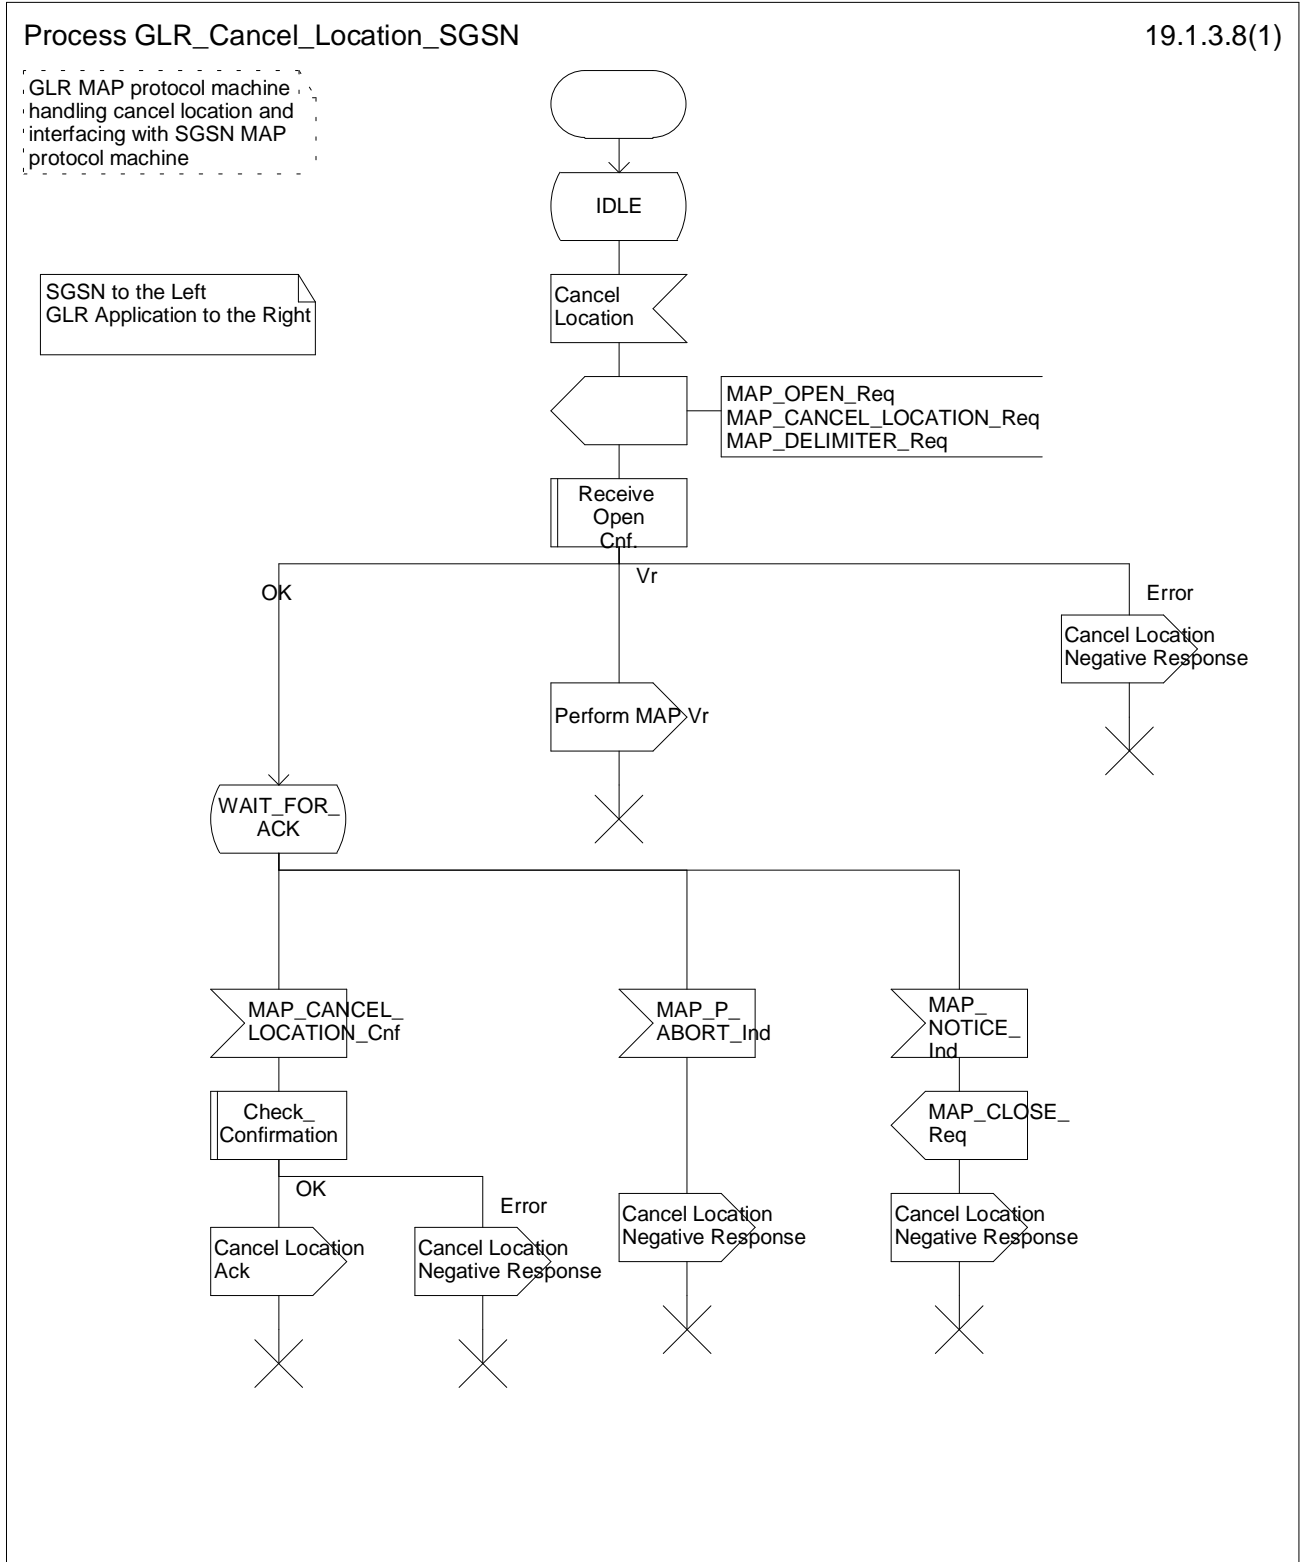 Process GLR_Cancel_Location_SGSN
19.1.3.8(1)
GLR MAP protocol machine
handling cancel location and
interfacing with SGSN MAP
protocol machine
IDLE
SGSN to the Left
GLR Application to the Right
Cancel
Location
MAP_OPEN_Req
MAP_CANCEL_LOCATION_Req
MAP_DELIMITER_Req
Receive
Open
Cnf.
OK
Vr
Error
Cancel Location
Negative Response
Perform MAP Vr
WAIT_FOR_
ACK
MAP_CANCEL_
LOCATION_Cnf
MAP_P_
ABORT_Ind
MAP_
NOTICE_
Ind
Check_
Confirmation
MAP_CLOSE_
Req
OK
Error
Cancel Location
Ack
Cancel Location
Negative Response
Cancel Location
Negative Response
Cancel Location
Negative Response